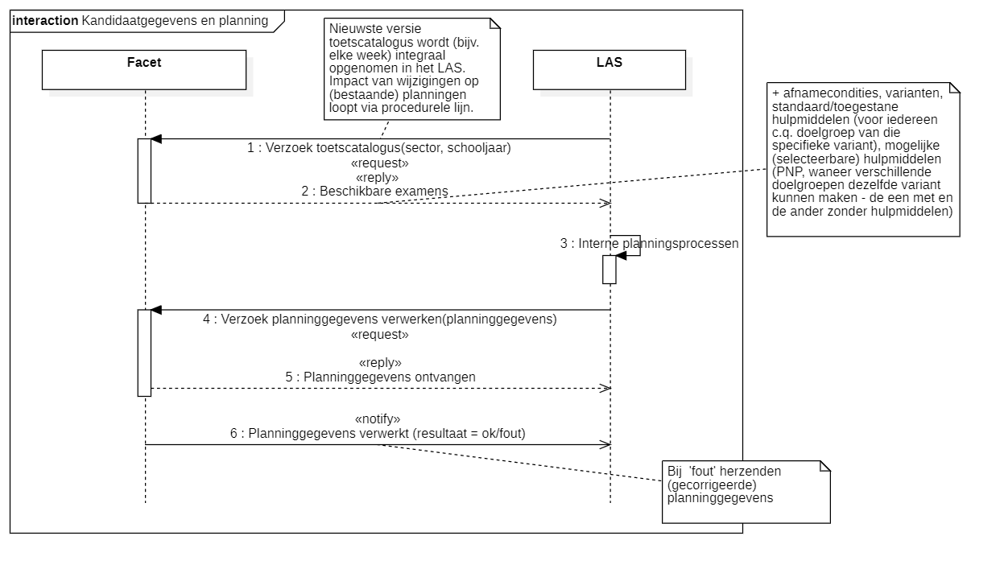 interaction Kandidaatgegevens en planning
Nieuwste versie
toetscatalogus wordt (bijv.
elke week) integraal
opgenomen in het LAS.
Impact van wijzigingen op
(bestaande) planningen
loopt via procedurele lijn.
Facet
LAS
+ afnamecondities, varianten,
standaard/toegestane
hulpmiddelen (voor iedereen
c.q. doelgroep van die
specifieke variant), mogelijke
(selecteerbare) hulpmiddelen
(PNP, waneer verschillende
doelgroepen dezelfde variant
kunnen maken - de een met en
de ander zonder hulpmiddelen)
1 : Verzoek toetscatalogus(sector, schooljaar)
«request»
«reply»
2 : Beschikbare examens
3 : Interne planningsprocessen
4 : Verzoek planninggegevens verwerken(planninggegevens)
«request»
«reply»
5 : Planninggegevens ontvangen
«notify»
6 : Planninggegevens verwerkt (resultaat = ok/fout)
Bij  'fout' herzenden
(gecorrigeerde)
planninggegevens